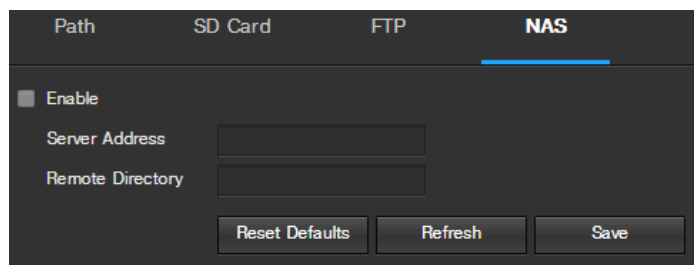 Path SD Card FTP NAS
Enable
Server Address
Remote Directory
Reset Defaults Refresh Save